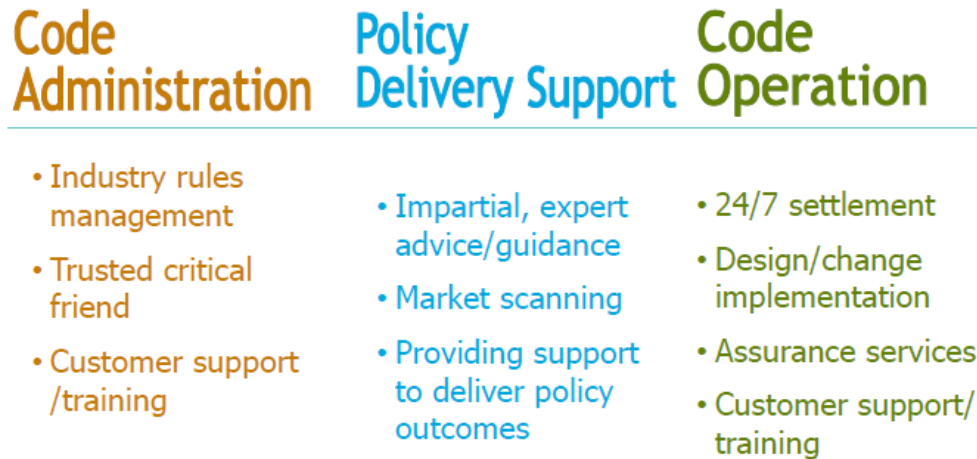 Code
Administration
• Industry rules
management
• Trusted critical
friend
• Customer support
/training
Policy
Delivery Support
• Impartial, expert
advice/guidance
• Market scanning
• Providing support
to deliver policy
outcomes
Code
Operation
• 24/7 settlement
• Design/change
implementation
• Assurance services
• Customer support/
training